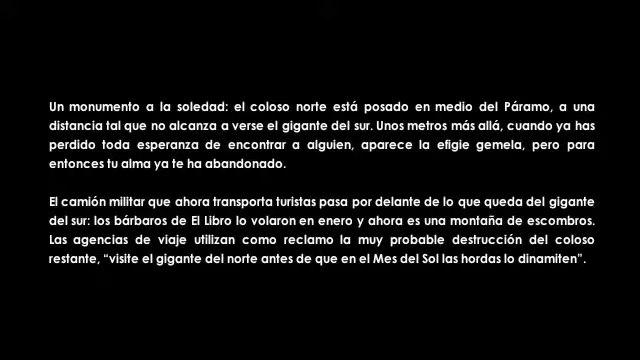 Un monumento a la soledad: el coloso norte está posado en medio del Páramo, a una
distancia tal que no alcanza a verse el gigante del sur. Unos metros más allá, cuando ya has
perdido toda esperanza de encontrar a alguien, aparece la efigie gemela, pero para
entonces tu alma ya te ha abandonado.
El camión militar que ahora transporta turistas pasa por delante de lo que queda del gigante
del sur: los bárbaros de El Libro lo volaron en enero y ahora es una montaña de escombros.
Las agencias de viaje utilizan como reclamo la muy probable destrucción del coloso
restante, “visite el gigante del norte antes de que en el Mes del Sol las hordas lo dinamiten”.